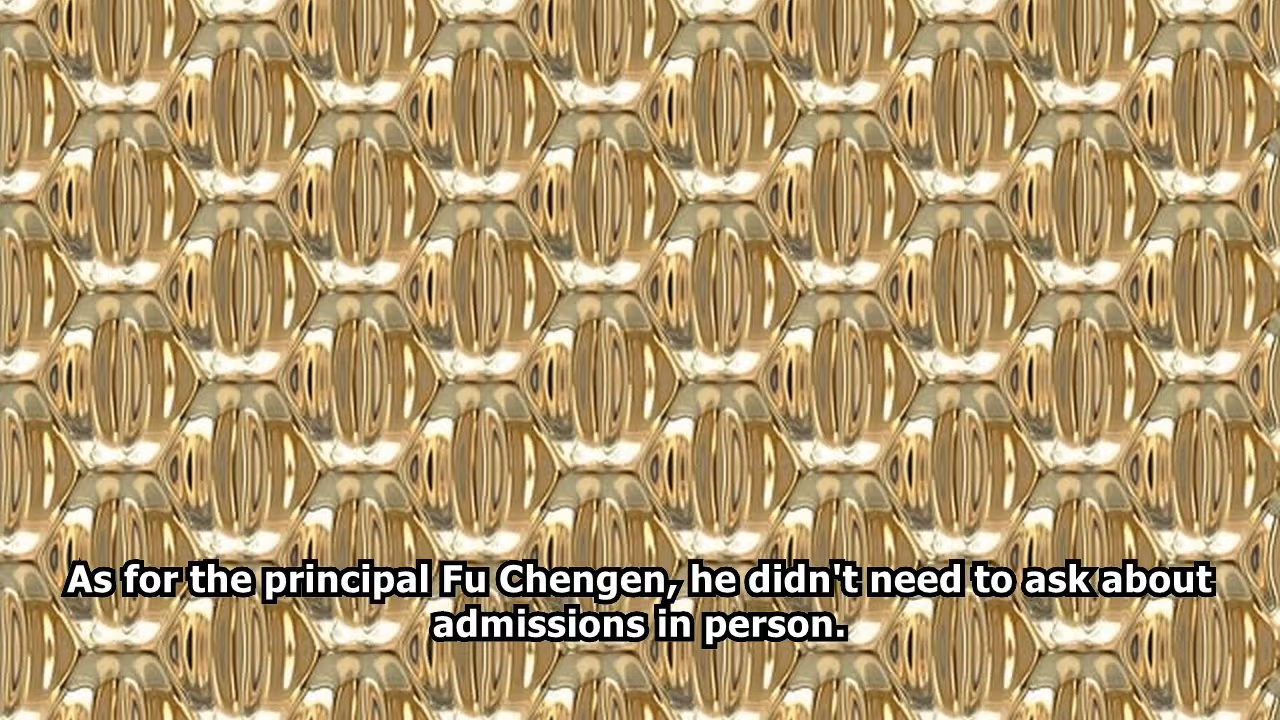 As for the principal Fu Chengen, he didn't need to ask about
admissions in person.